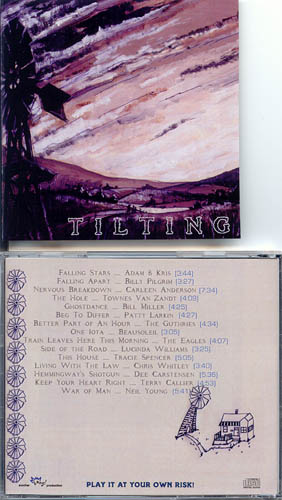 TILTING
Falling Stars ... Adam & Kris [3:44]
Falling Apart ... Billy Pilgrim [3:27]
Nervous Breakdown ... Carleen Anderson [7:34]
The Hole ... Townes Van Zandt [4:09]
Ghostdance ... Bill Miller [4:25]
Beg to Differ ... Patty Larkin [4:27]
Better Part of an Hour ... The Guthries [4:34]
One Iota ... Beausoleil [3:05]
Train Leaves Here This Morning ... The Eagles [4:07]
Side of the Road ... Lucinda Williams [3:25]
This House ... Tracie Spencer [5:05]
Living With the Law ... Chris Whitley [3:40]
Hemmingway's Shotgun ... Dee Carstensen [5:35]
Keep Your Heart Right ... Terry Callier [4:53]
War of Man ... Neil Young [5:41]
production
PLAY IT AT YOUR OWN RISK!